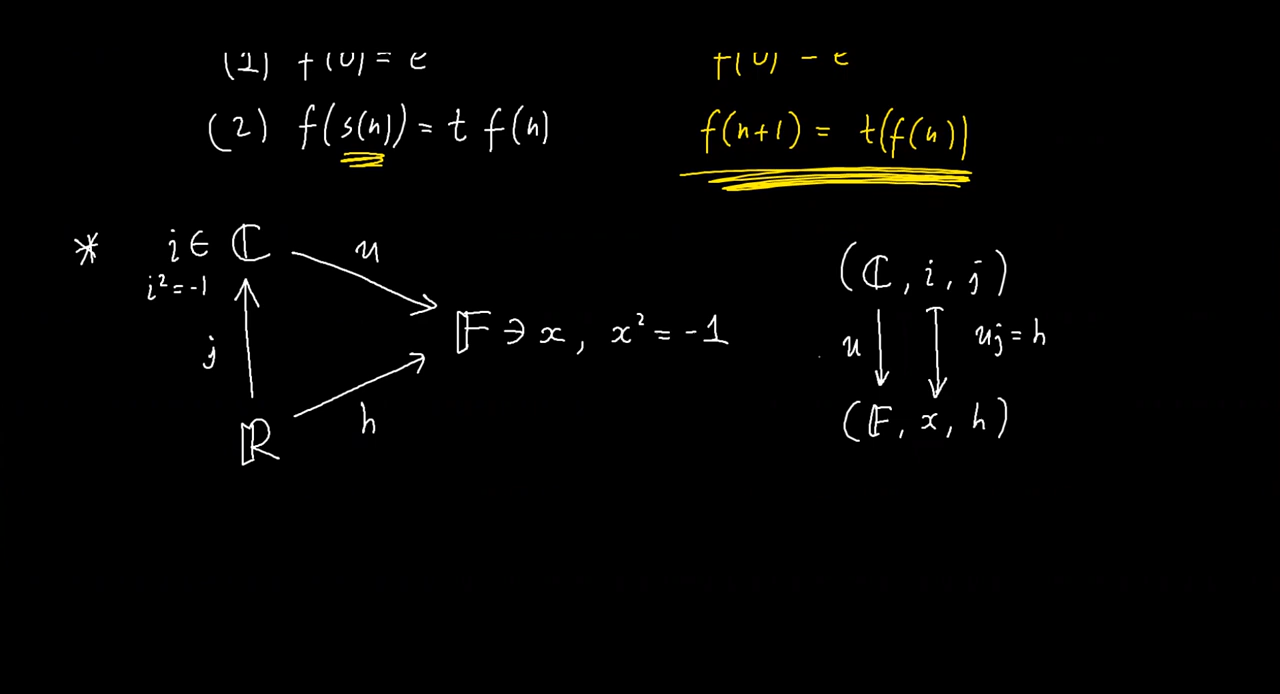 (1) f(0) = e
f(0) = e
(2) f(s(n)) = t f(n)
f(n+1) = t(f(n))
* i ∈ ℂ
u
(ℂ, i, j)
i² = -1
𝔽 ∋ x, x² = -1
u
uj = h
j
h
(𝔽, x, h)
ℝ